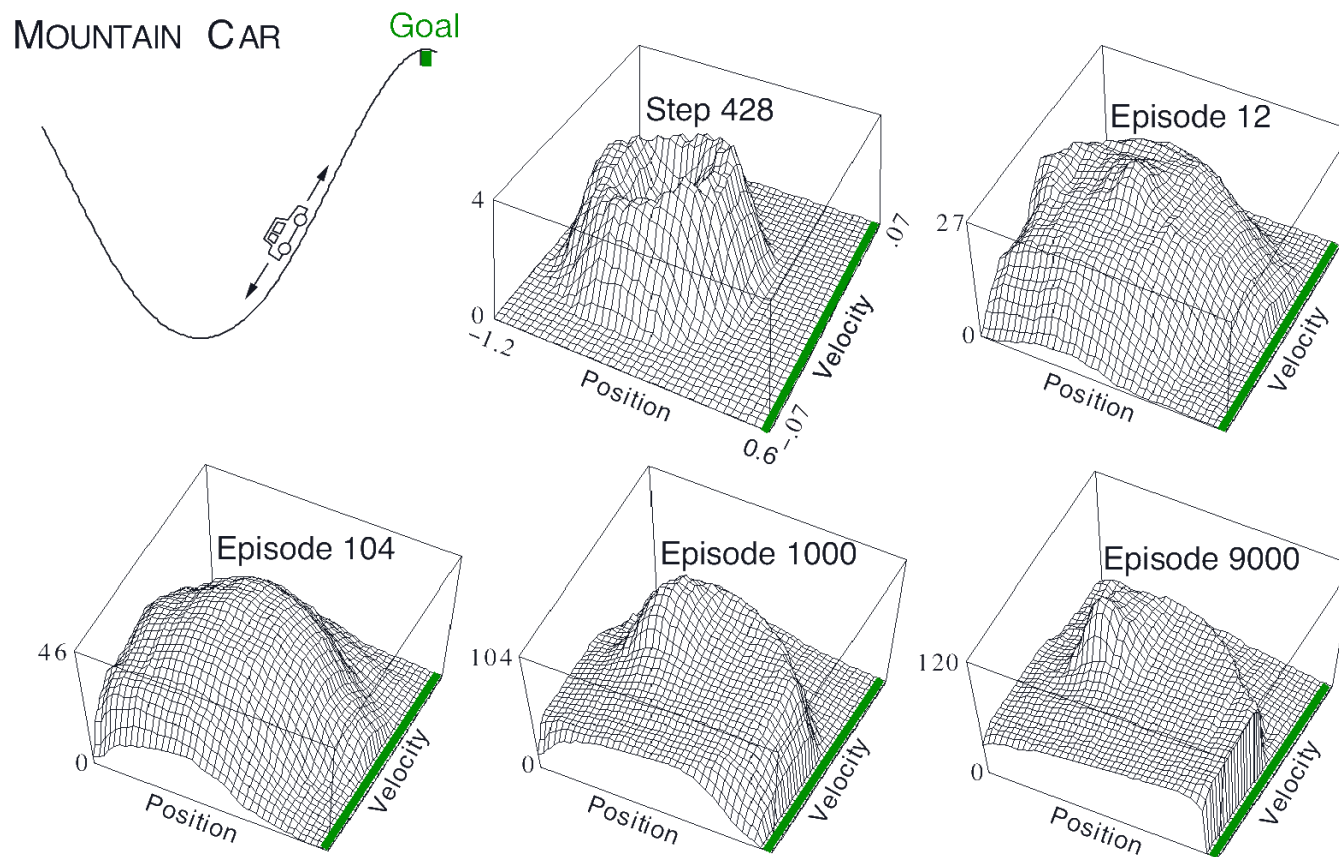 MOUNTAIN CAR
Goal
Step 428
4
0
−1.2
Position
0.6
−.07
Velocity
.07
Episode 12
27
0
Position
Velocity
Episode 104
46
0
Position
Velocity
Episode 1000
104
0
Position
Velocity
Episode 9000
120
0
Position
Velocity